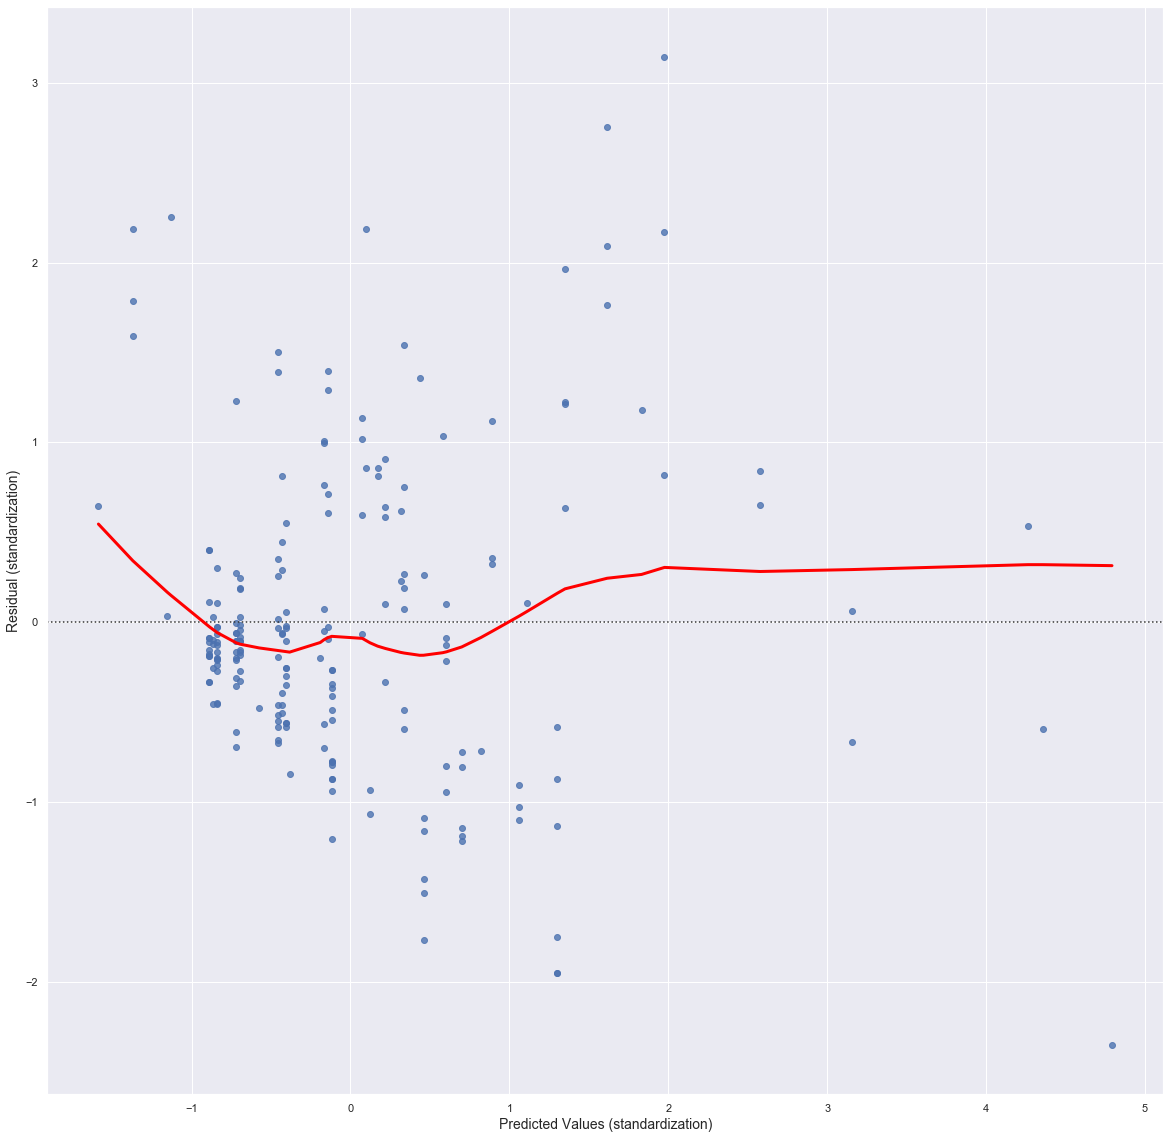 3
2
1
0
−1
−2
Residual (standardization)
−1 0 1 2 3 4 5
Predicted Values (standardization)